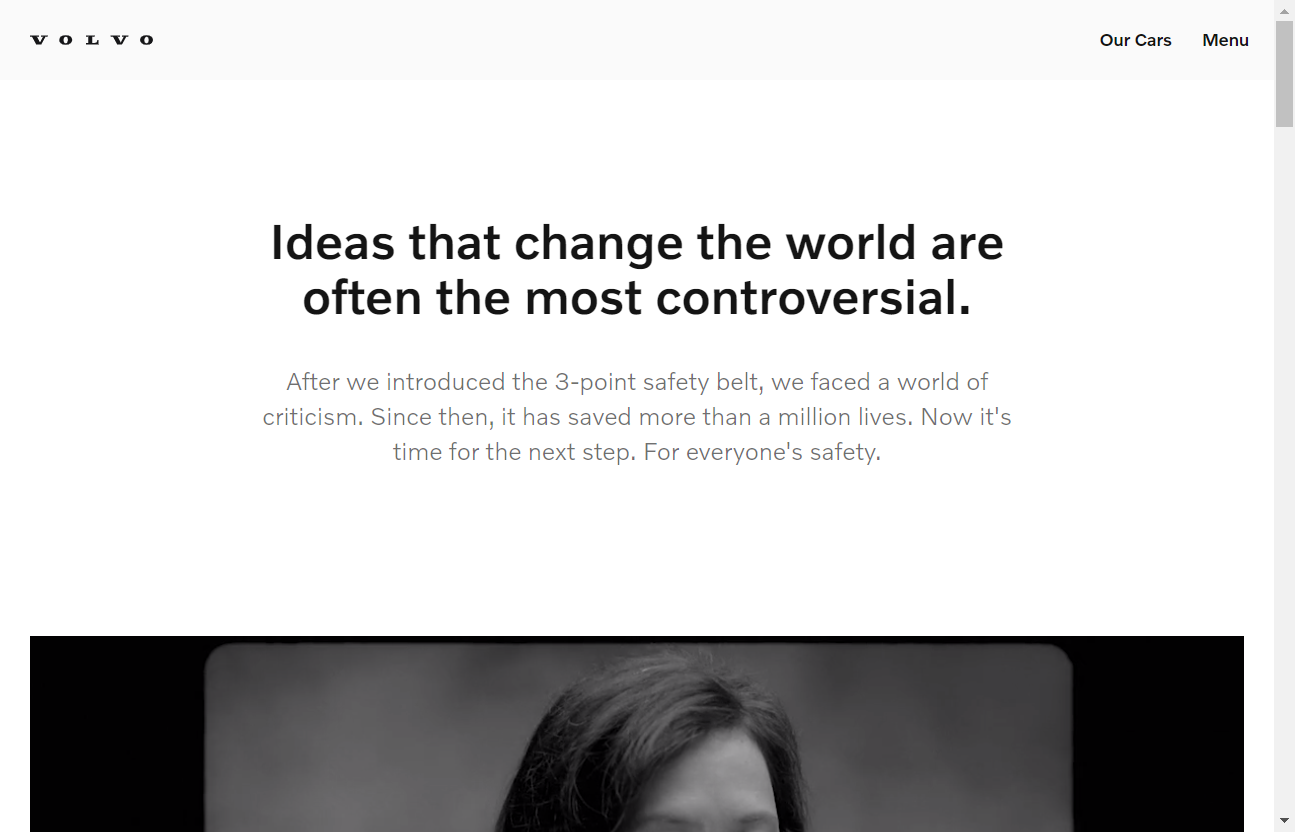 VOLVO
Our Cars
Menu
Ideas that change the world are
often the most controversial.
After we introduced the 3-point safety belt, we faced a world of
criticism. Since then, it has saved more than a million lives. Now it's
time for the next step. For everyone's safety.